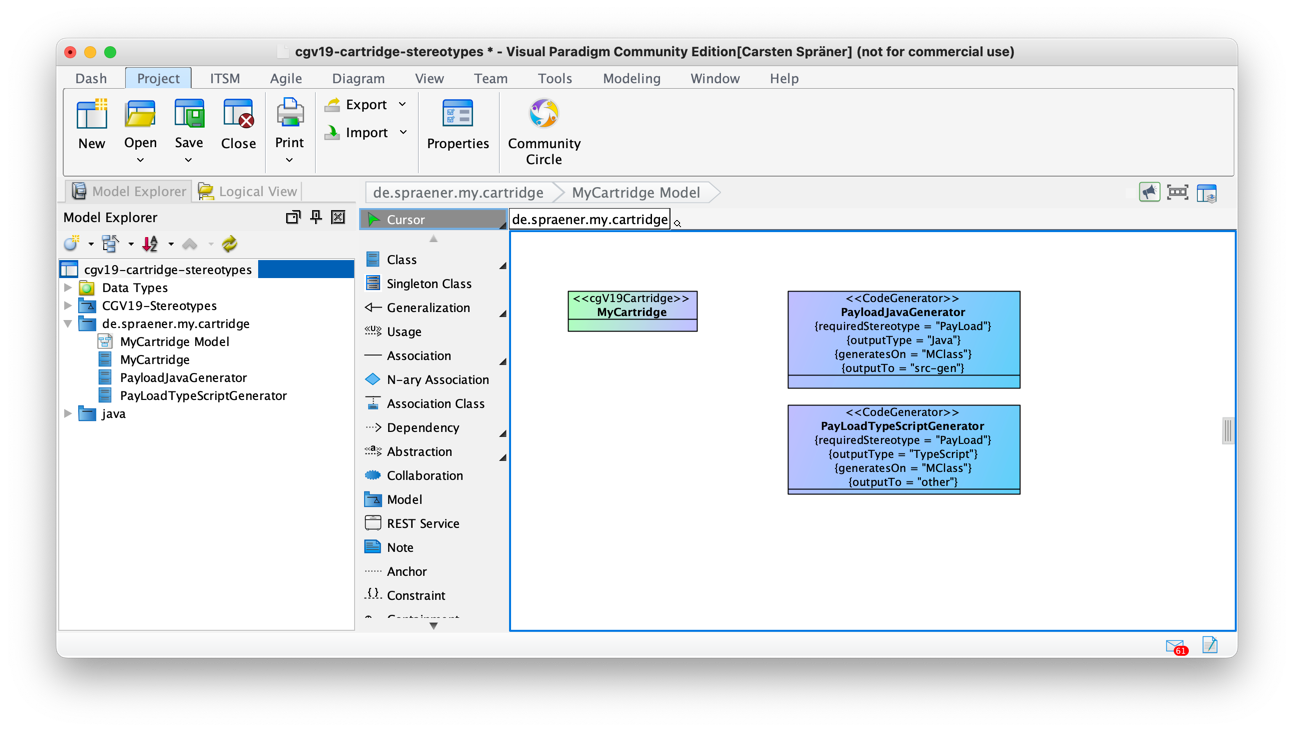 cgv19-cartridge-stereotypes * - Visual Paradigm Community Edition[Carsten Spräner] (not for commercial use)
Dash Project ITSM Agile Diagram View Team Tools Modeling Window Help
New Open Save Close Print Export Import Properties Community Circle
Model Explorer Logical View
de.spraener.my.cartridge MyCartridge Model
Model Explorer
cgv19-cartridge-stereotypes
Data Types
CGV19-Stereotypes
de.spraener.my.cartridge
MyCartridge Model
MyCartridge
PayloadJavaGenerator
PayLoadTypeScriptGenerator
java
Cursor
Class
Singleton Class
Generalization
Usage
Association
N-ary Association
Association Class
Dependency
Abstraction
Collaboration
Model
REST Service
Note
Anchor
Constraint
de.spraener.my.cartridge
<<cgV19Cartridge>>
MyCartridge
<<CodeGenerator>>
PayloadJavaGenerator
{requiredStereotype = "PayLoad"}
{outputType = "Java"}
{generatesOn = "MClass"}
{outputTo = "src-gen"}
<<CodeGenerator>>
PayLoadTypeScriptGenerator
{requiredStereotype = "PayLoad"}
{outputType = "TypeScript"}
{generatesOn = "MClass"}
{outputTo = "other"}
61